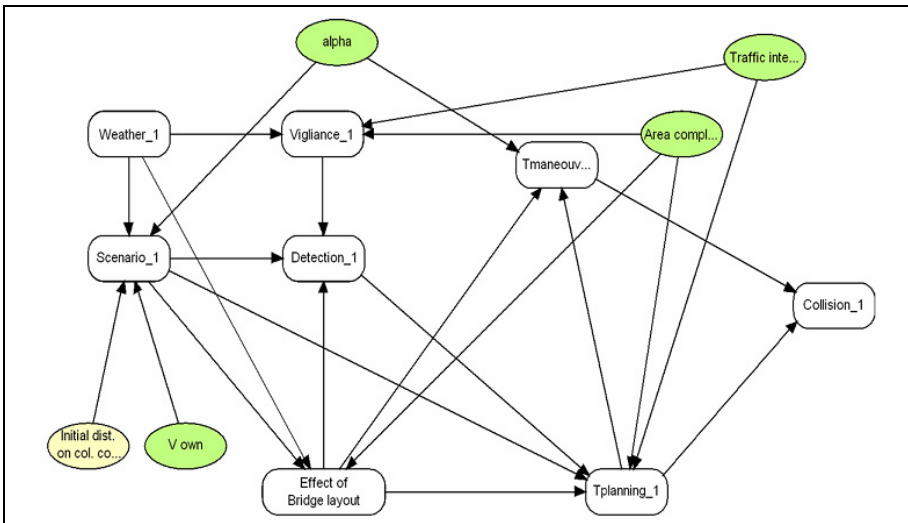 alpha
Traffic inte...
Weather_1
Vigliance_1
Area compl...
Tmaneouv...
Scenario_1
Detection_1
Collision_1
Initial dist.
on col. co...
V own
Effect of
Bridge layout
Tplanning_1